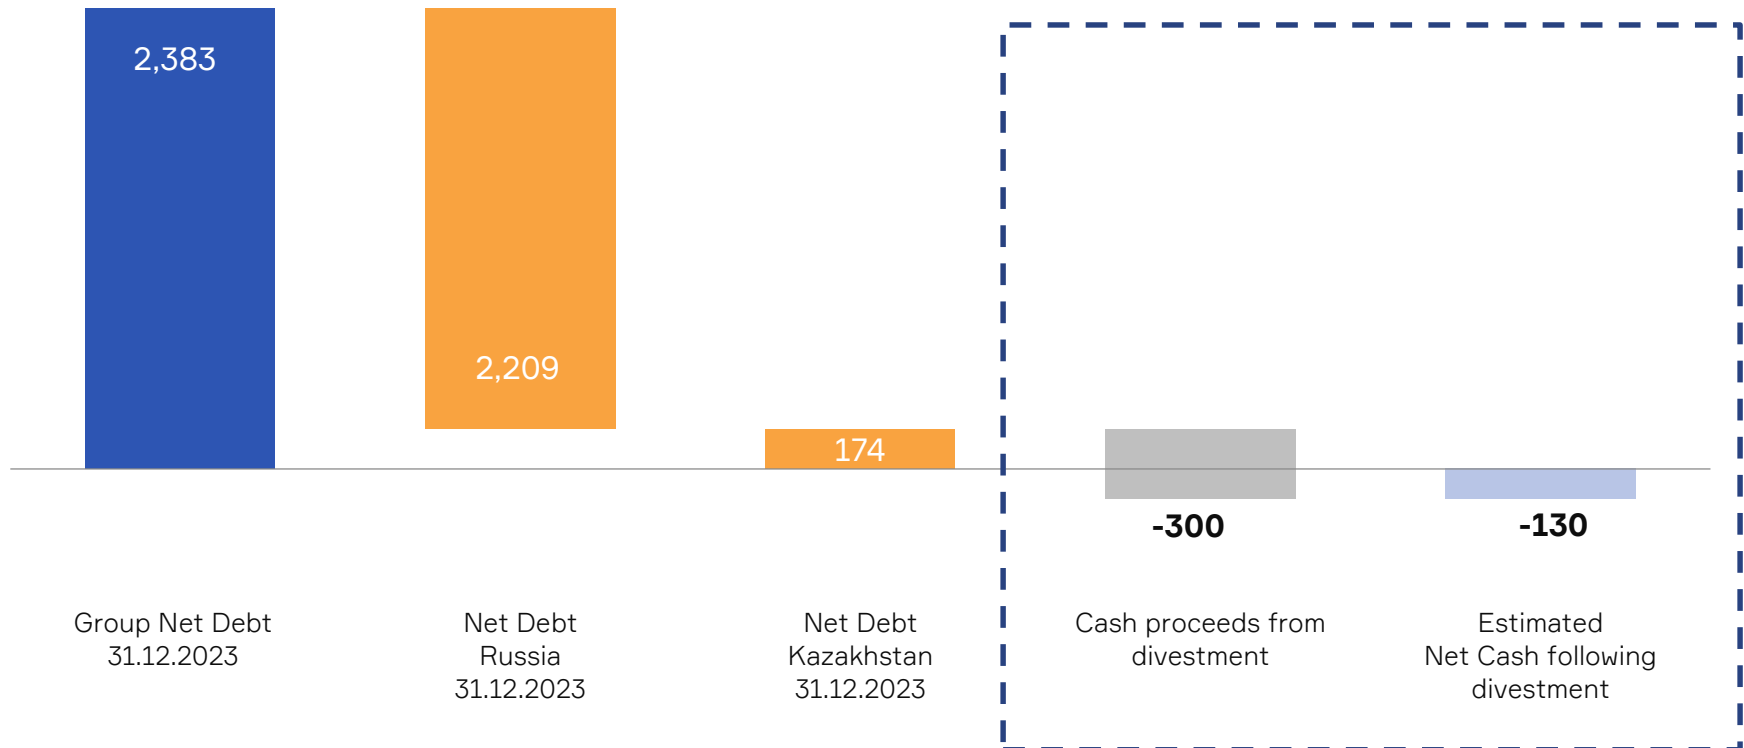 2,383
2,209
174
-300
-130
Group Net Debt
31.12.2023
Net Debt
Russia
31.12.2023
Net Debt
Kazakhstan
31.12.2023
Cash proceeds from
divestment
Estimated
Net Cash following
divestment